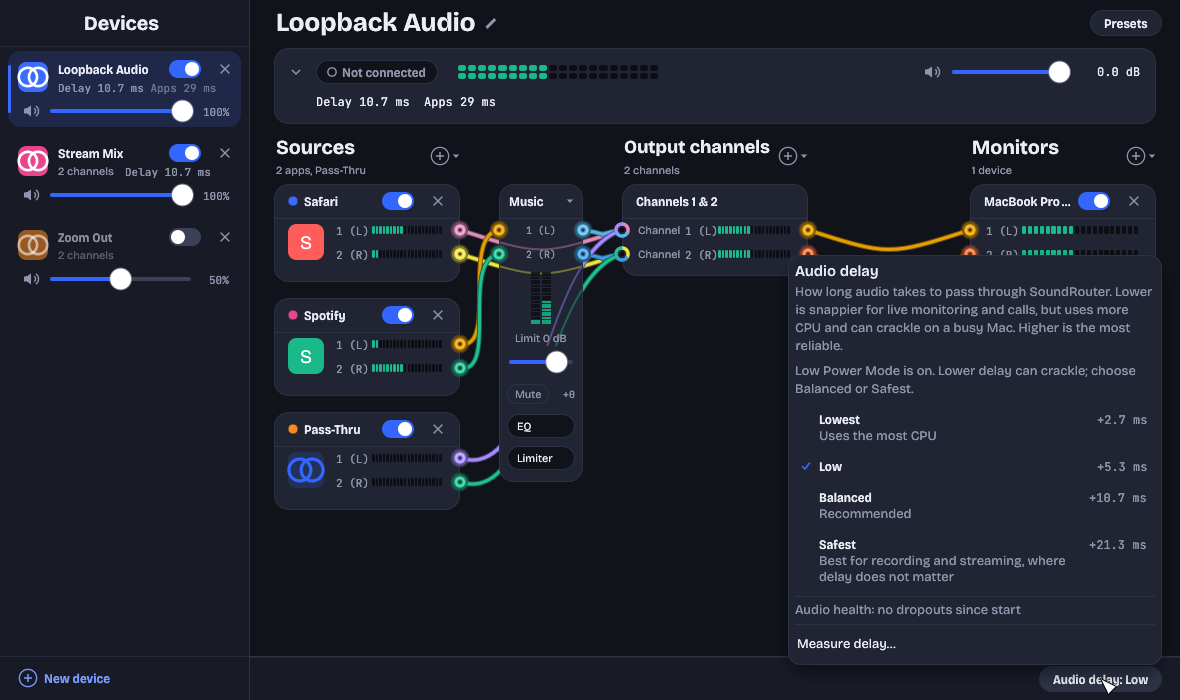 Devices
Loopback Audio
Delay 10.7 ms Apps 29 ms
100%
Stream Mix
2 channels Delay 10.7 ms
100%
Zoom Out
2 channels
50%
New device
Loopback Audio
Presets
Not connected
0.0 dB
Delay 10.7 ms Apps 29 ms
Sources
2 apps, Pass-Thru
Output channels
2 channels
Monitors
1 device
Safari
S
1 (L)
2 (R)
Spotify
S
1 (L)
2 (R)
Pass-Thru
1 (L)
2 (R)
Music
1 (L)
2 (R)
Limit 0 dB
Mute +0
EQ
Limiter
Channels 1 & 2
Channel 1 (L)
Channel 2 (R)
MacBook Pro ...
1 (L)
2 (R)
Audio delay
How long audio takes to pass through SoundRouter. Lower
is snappier for live monitoring and calls, but uses more
CPU and can crackle on a busy Mac. Higher is the most
reliable.
Low Power Mode is on. Lower delay can crackle; choose
Balanced or Safest.
Lowest +2.7 ms
Uses the most CPU
Low +5.3 ms
Balanced +10.7 ms
Recommended
Safest +21.3 ms
Best for recording and streaming, where
delay does not matter
Audio health: no dropouts since start
Measure delay...
Audio delay: Low